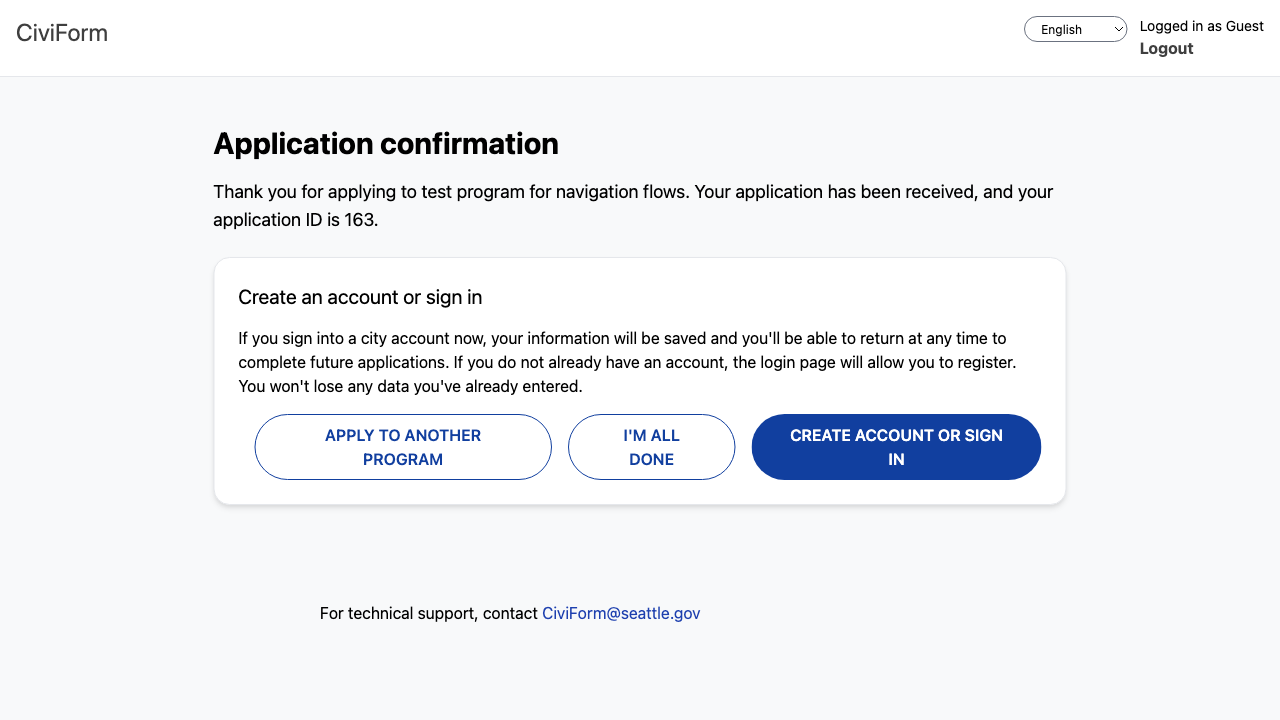 CiviForm
English
Logged in as Guest
Logout
Application confirmation
Thank you for applying to test program for navigation flows. Your application has been received, and your
application ID is 163.
Create an account or sign in
If you sign into a city account now, your information will be saved and you'll be able to return at any time to
complete future applications. If you do not already have an account, the login page will allow you to register.
You won't lose any data you've already entered.
APPLY TO ANOTHER
PROGRAM
I'M ALL
DONE
CREATE ACCOUNT OR SIGN
IN
For technical support, contact CiviForm@seattle.gov